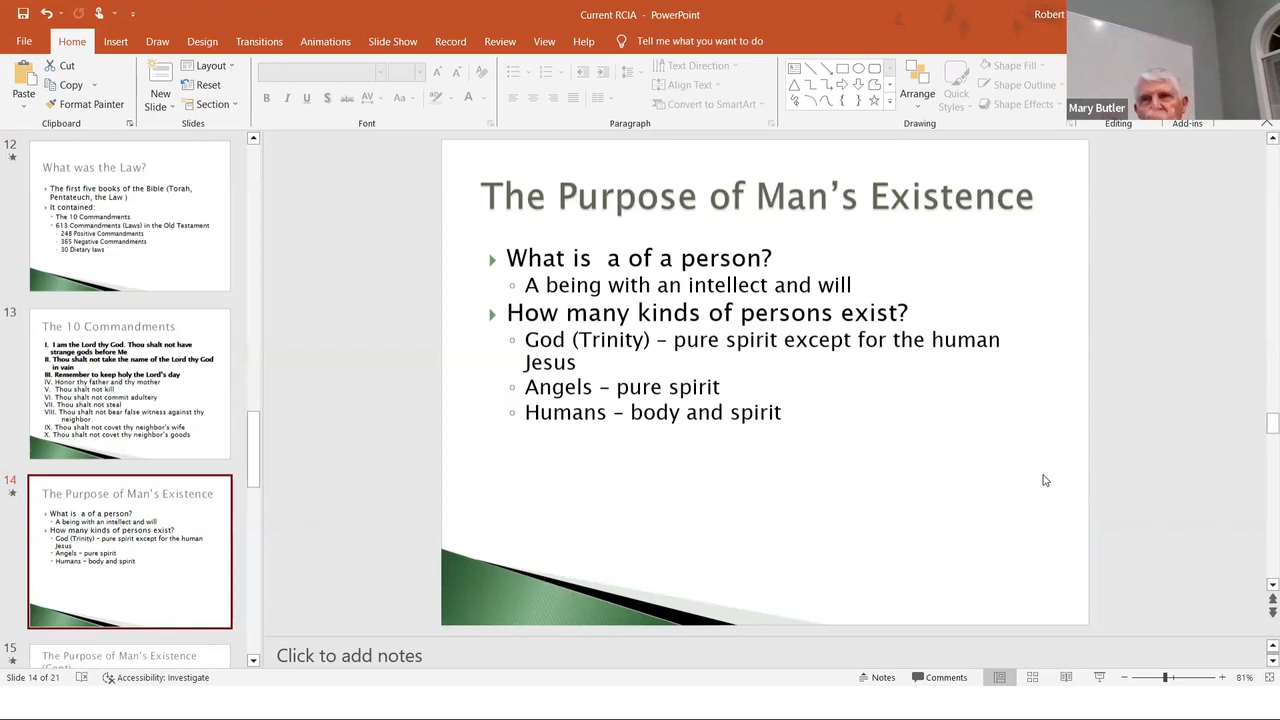 Current RCIA - PowerPoint
Robert
File Home Insert Draw Design Transitions Animations Slide Show Record Review View Help Tell me what you want to do
Paste
Cut
Copy
Format Painter
Clipboard
New
Slide
Layout
Reset
Section
Slides
B I U S ab AV Aa A
Font
Text Direction
Align Text
Convert to SmartArt
Paragraph
Arrange
Quick
Styles
Shape Fill
Shape Outline
Shape Effects
Drawing
Editing
Add-ins
Mary Butler
12
What was the Law?
The first five books of the Bible (Torah,
Pentateuch, the Law )
It contained:
The 10 Commandments
613 Commandments (Laws) in the Old Testament
248 Positive Commandments
365 Negative Commandments
30 Dietary laws
13
The 10 Commandments
I. I am the Lord thy God. Thou shalt not have
strange gods before Me
II. Thou shalt not take the name of the Lord thy God
in vain
III. Remember to keep holy the Lord's day
IV. Honor thy father and thy mother
V. Thou shalt not kill
VI. Thou shalt not commit adultery
VII. Thou shalt not steal
VIII. Thou shalt not bear false witness against thy
neighbor
IX. Thou shalt not covet thy neighbor's wife
X. Thou shalt not covet thy neighbor's goods
14
The Purpose of Man's Existence
What is a of a person?
A being with an intellect and will
How many kinds of persons exist?
God (Trinity) – pure spirit except for the human
Jesus
Angels – pure spirit
Humans – body and spirit
15
The Purpose of Man's Existence
(Cont)
The Purpose of Man's Existence
What is a of a person?
A being with an intellect and will
How many kinds of persons exist?
God (Trinity) – pure spirit except for the human
Jesus
Angels – pure spirit
Humans – body and spirit
Click to add notes
Slide 14 of 21
Accessibility: Investigate
Notes
Comments
81%